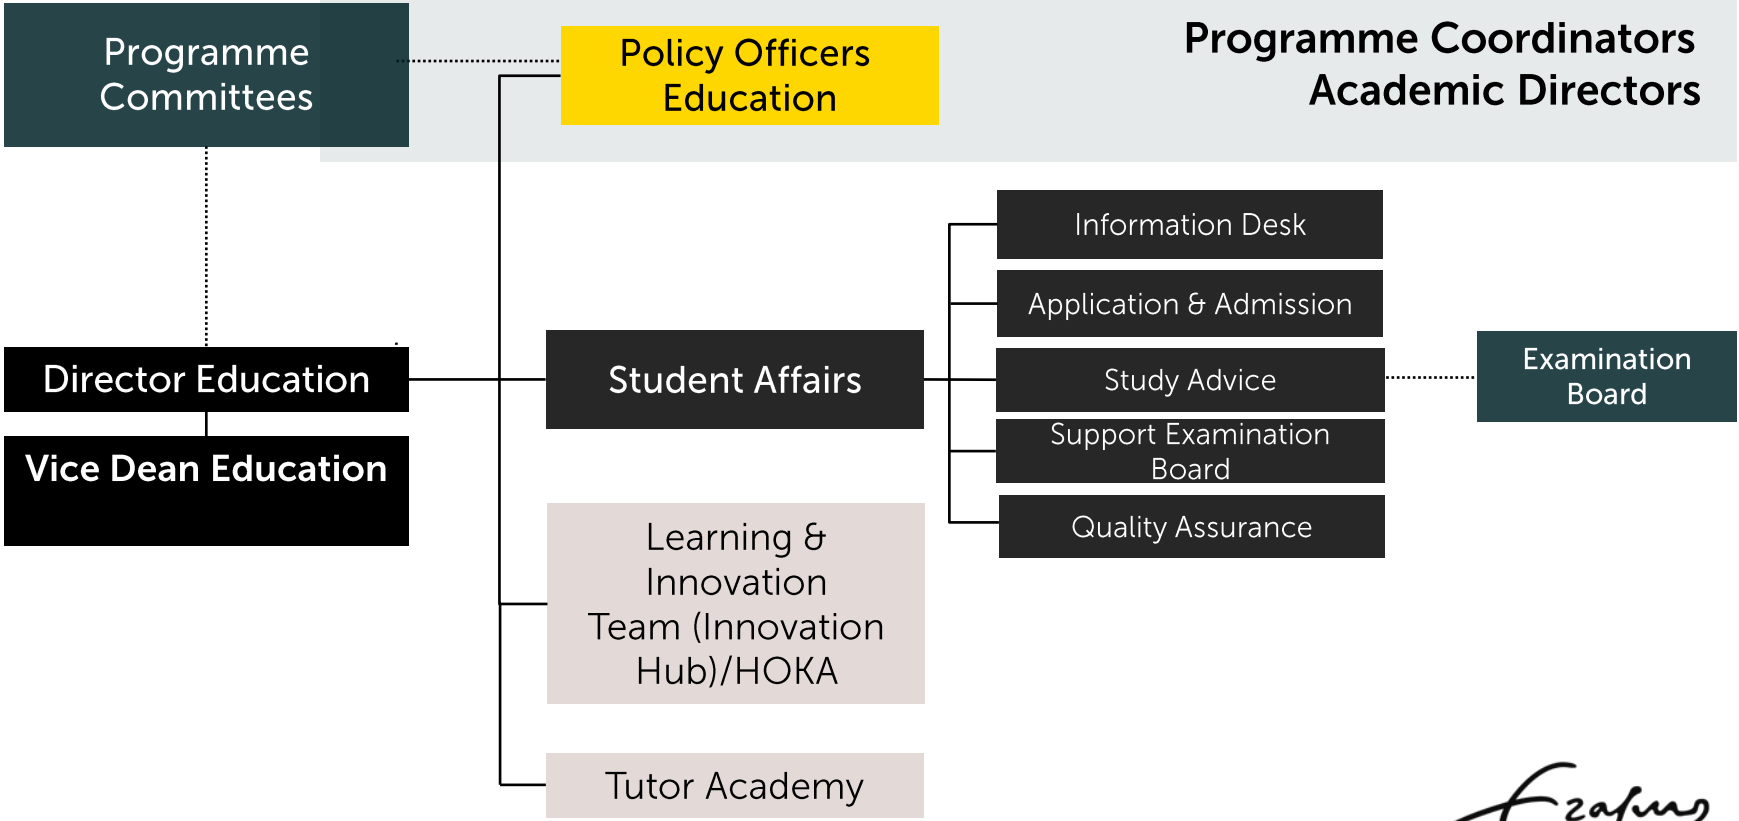 Programme
Committees
Policy Officers
Education
Programme Coordinators
Academic Directors
Information Desk
Application & Admission
Director Education
Student Affairs
Study Advice
Examination
Board
Vice Dean Education
Support Examination
Board
Quality Assurance
Learning &
Innovation
Team (Innovation
Hub)/HOKA
Tutor Academy
Erasmus